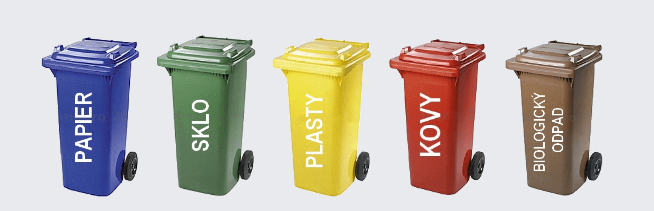 PAPIER
SKLO
PLASTY
KOVY
BIOLOGICKÝ
ODPAD